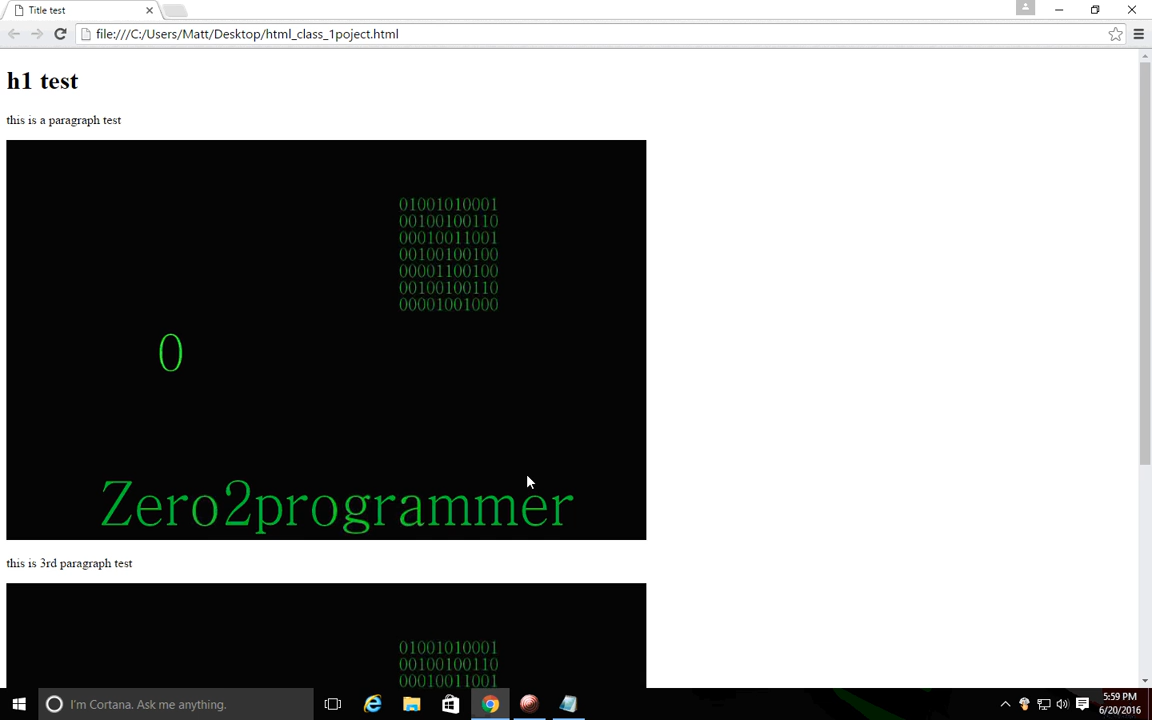 Title test
file:///C:/Users/Matt/Desktop/html_class_1poject.html
h1 test
this is a paragraph test
01001010001
00100100110
00010011001
00100100100
00001100100
00100100110
00001001000
0
Zero2programmer
this is 3rd paragraph test
01001010001
00100100110
00010011001
I'm Cortana. Ask me anything.
5:59 PM
6/20/2016